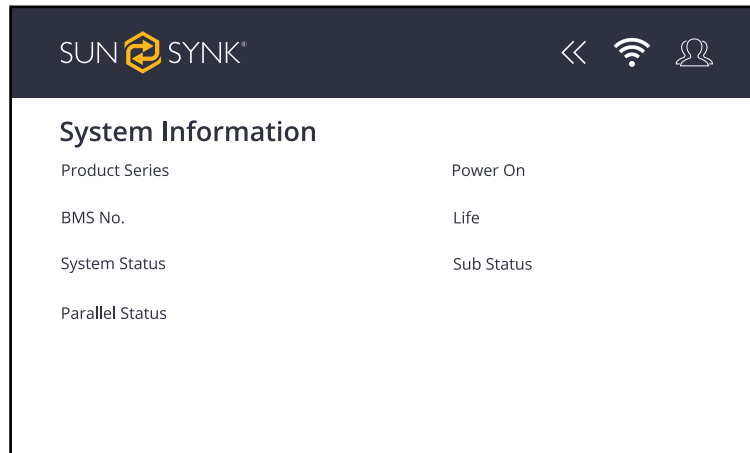 SUN SYNK®
System Information
Product Series Power On
BMS No. Life
System Status Sub Status
Parallel Status